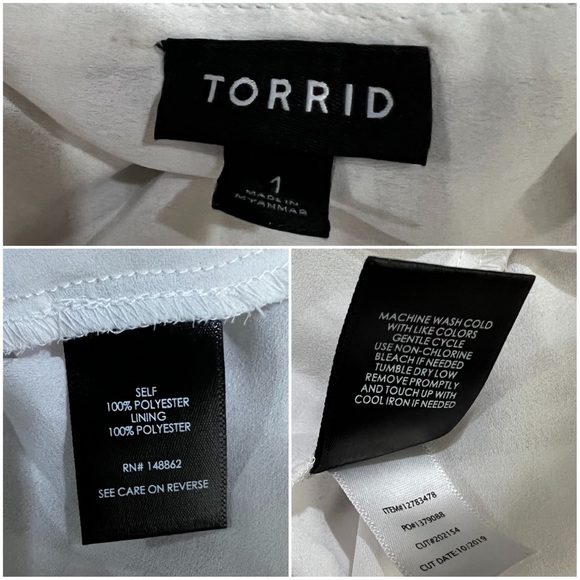 TORRID
1
MADE IN
MYANMAR
SELF
100% POLYESTER
LINING
100% POLYESTER
RN# 148862
SEE CARE ON REVERSE
MACHINE WASH COLD
WITH LIKE COLORS
GENTLE CYCLE
USE NON-CHLORINE
BLEACH IF NEEDED
TUMBLE DRY LOW
REMOVE PROMPTLY
AND TOUCH UP WITH
COOL IRON IF NEEDED
ITEM#12783478
PO#1379088
CUT#202154
CUT DATE:10/2019